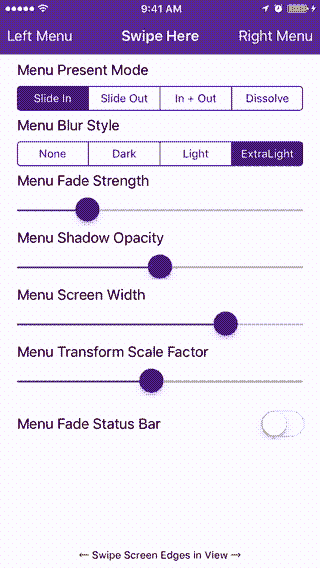 9:41 AM
Left Menu Swipe Here Right Menu
Menu Present Mode
Slide In Slide Out In + Out Dissolve
Menu Blur Style
None Dark Light ExtraLight
Menu Fade Strength
Menu Shadow Opacity
Menu Screen Width
Menu Transform Scale Factor
Menu Fade Status Bar
← Swipe Screen Edges in View →